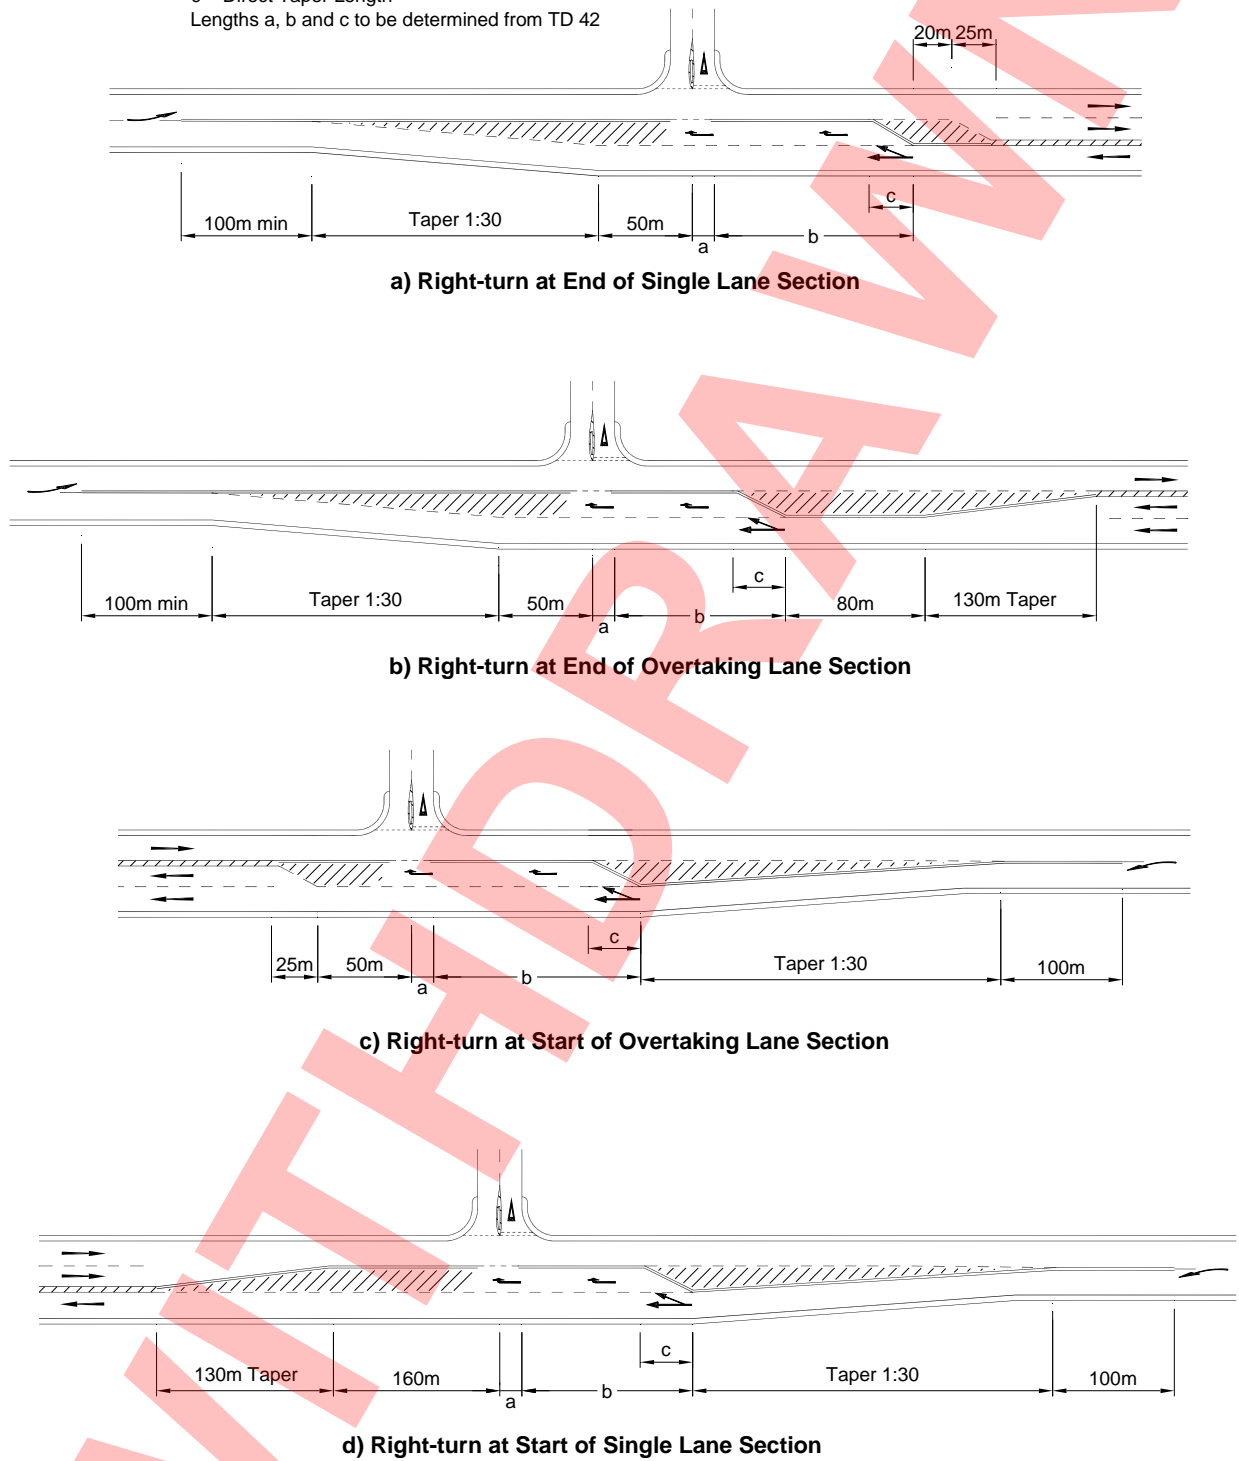 Lengths a, b and c to be determined from TD 42
20m 25m
100m min Taper 1:30 50m a b c
a) Right-turn at End of Single Lane Section
100m min Taper 1:30 50m a b c 80m 130m Taper
b) Right-turn at End of Overtaking Lane Section
25m 50m a b c Taper 1:30 100m
c) Right-turn at Start of Overtaking Lane Section
130m Taper 160m a b c Taper 1:30 100m
d) Right-turn at Start of Single Lane Section
WITHDRAWN